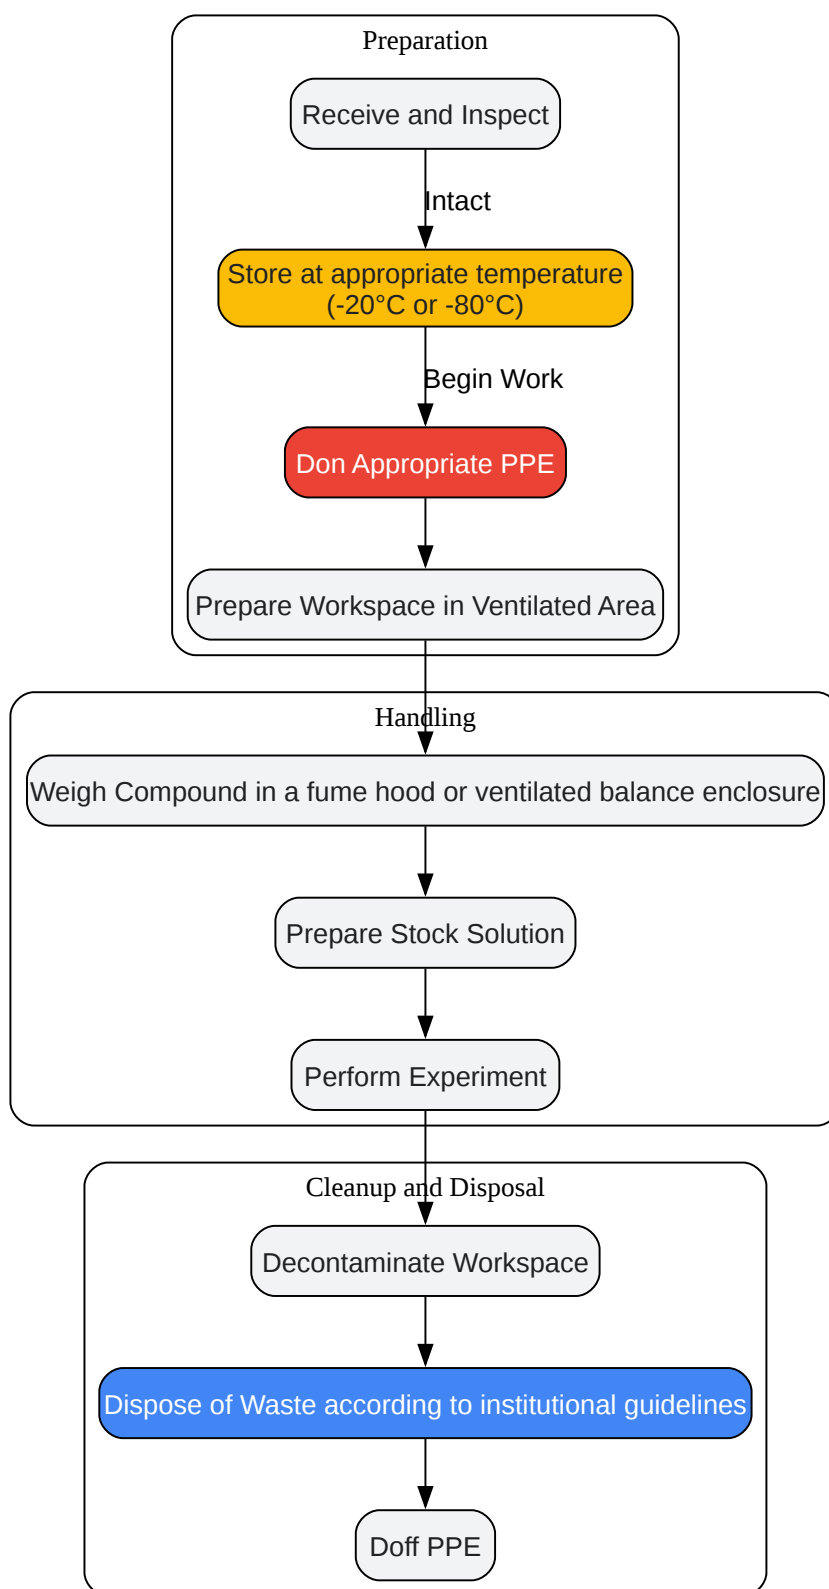 Preparation
Receive and Inspect
Intact
Store at appropriate temperature
(-20°C or -80°C)
Begin Work
Don Appropriate PPE
Prepare Workspace in Ventilated Area
Handling
Weigh Compound in a fume hood or ventilated balance enclosure
Prepare Stock Solution
Perform Experiment
Cleanup and Disposal
Decontaminate Workspace
Dispose of Waste according to institutional guidelines
Doff PPE